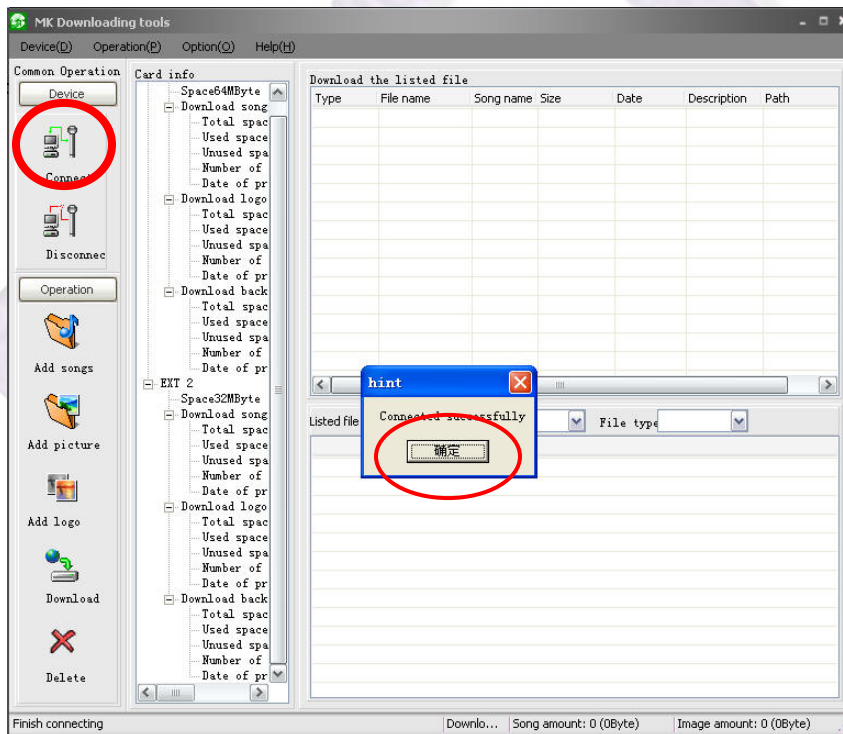 MK Downloading tools
Device(D) Operation(P) Option(O) Help(H)
Common Operation
Device
Connect
Disconnec
Operation
Add songs
Add picture
Add logo
Download
Delete
Card info
Space64MByte
Download song
Total spac
Used space
Unused spa
Number of
Date of pr
Download logo
Total spac
Used space
Unused spa
Number of
Date of pr
Download back
Total spac
Used space
Unused spa
Number of
Date of pr
EXT 2
Space32MByte
Download song
Total spac
Used space
Unused spa
Number of
Date of pr
Download logo
Total spac
Used space
Unused spa
Number of
Date of pr
Download back
Total spac
Used space
Unused spa
Number of
Date of pr
Download the listed file
Type File name Song name Size Date Description Path
hint
Connected successfully
确定
Listed file File type
Finish connecting Downlo... Song amount: 0 (0Byte) Image amount: 0 (0Byte)